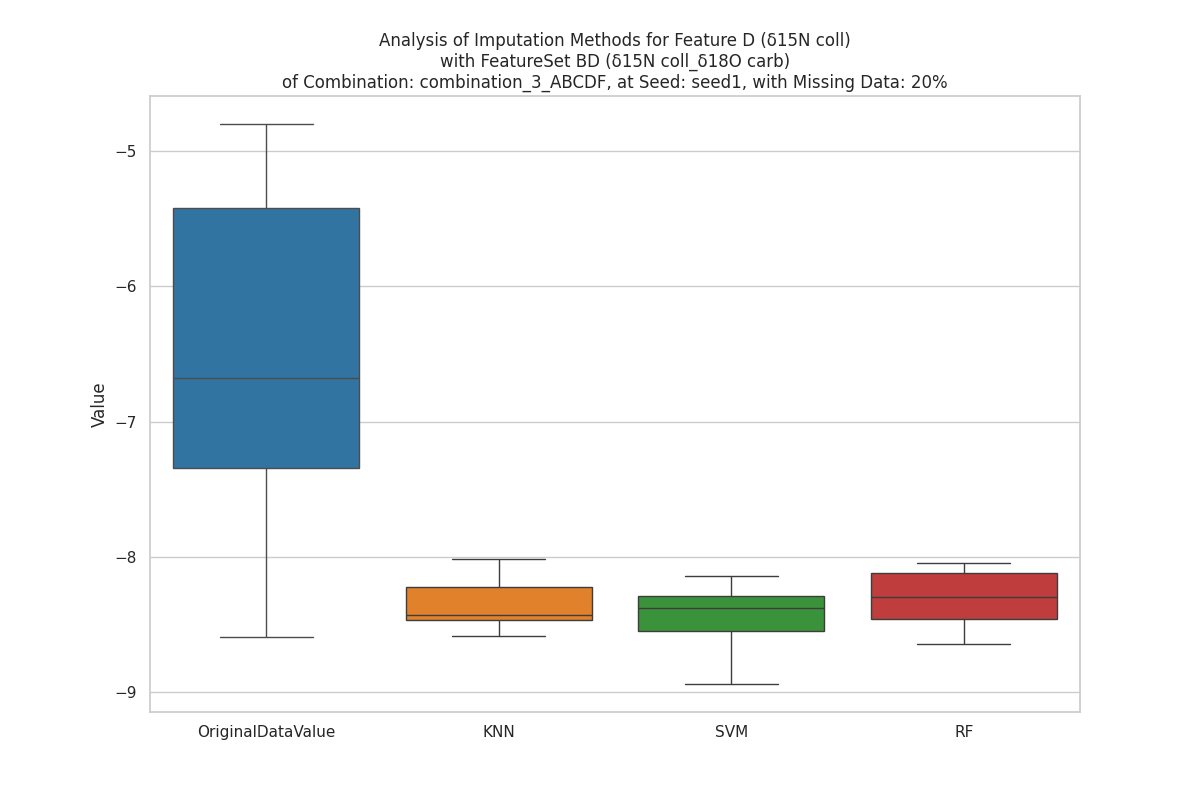 Analysis of Imputation Methods for Feature D (δ15N coll)
with FeatureSet BD (δ15N coll_δ18O carb)
of Combination: combination_3_ABCDF, at Seed: seed1, with Missing Data: 20%
Value
−5
−6
−7
−8
−9
OriginalDataValue
KNN
SVM
RF